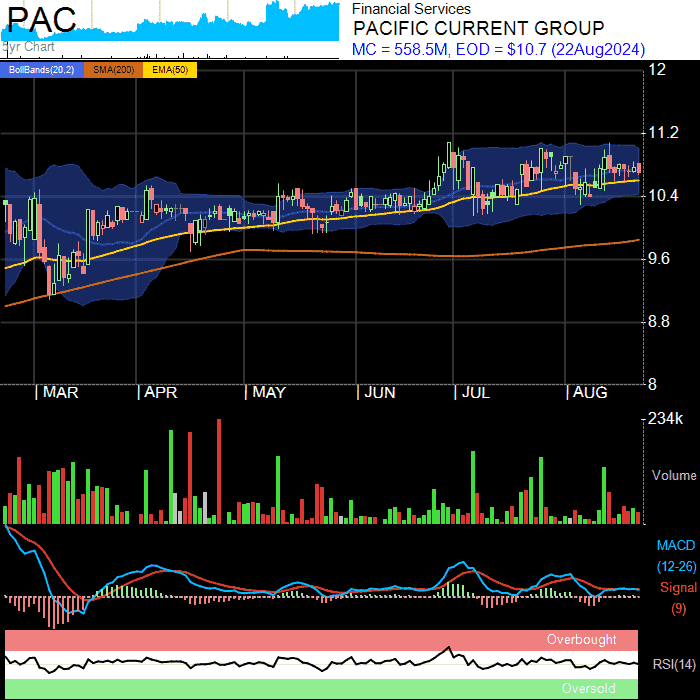 PAC
5yr Chart
Financial Services
PACIFIC CURRENT GROUP
MC = 558.5M, EOD = $10.7 (22Aug2024)
BollBands(20,2) SMA(200) EMA(50)
12
11.2
10.4
9.6
8.8
8
| MAR | APR | MAY | JUN | JUL | AUG
234k
Volume
MACD
(12-26)
Signal
(9)
Overbought
RSI(14)
Oversold